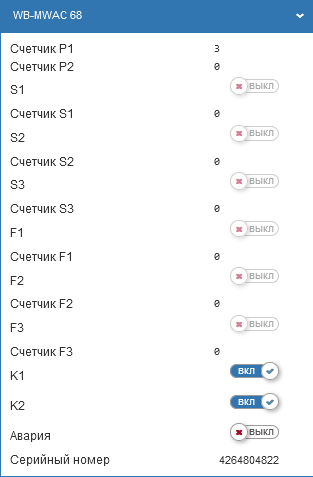 WB-MWAC 68
Счетчик P1 3
Счетчик P2 0
S1 ВЫКЛ
Счетчик S1 0
S2 ВЫКЛ
Счетчик S2 0
S3 ВЫКЛ
Счетчик S3 0
F1 ВЫКЛ
Счетчик F1 0
F2 ВЫКЛ
Счетчик F2 0
F3 ВЫКЛ
Счетчик F3 0
K1 ВКЛ
K2 ВКЛ
Авария ВЫКЛ
Серийный номер 4264804822